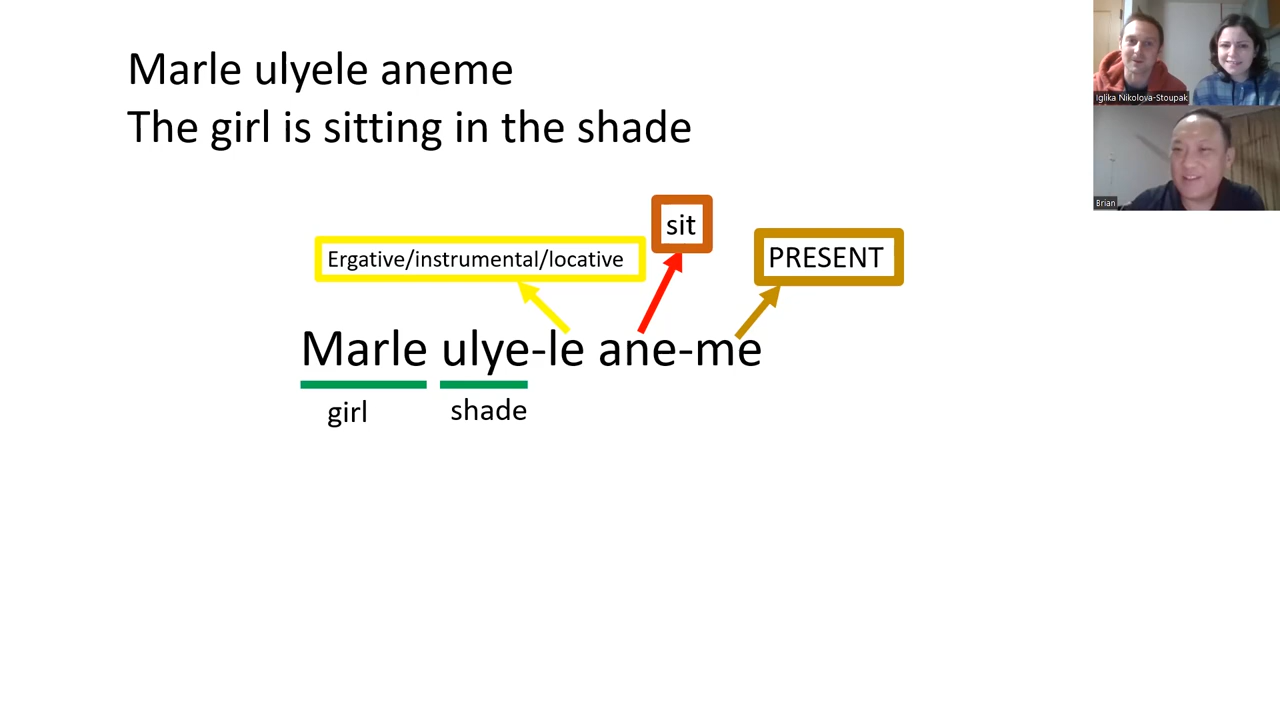 Marle ulyele aneme
The girl is sitting in the shade
sit
Ergative/instrumental/locative
PRESENT
Marle ulye-le ane-me
girl
shade
Iglika Nikolova-Stoupak
Brian